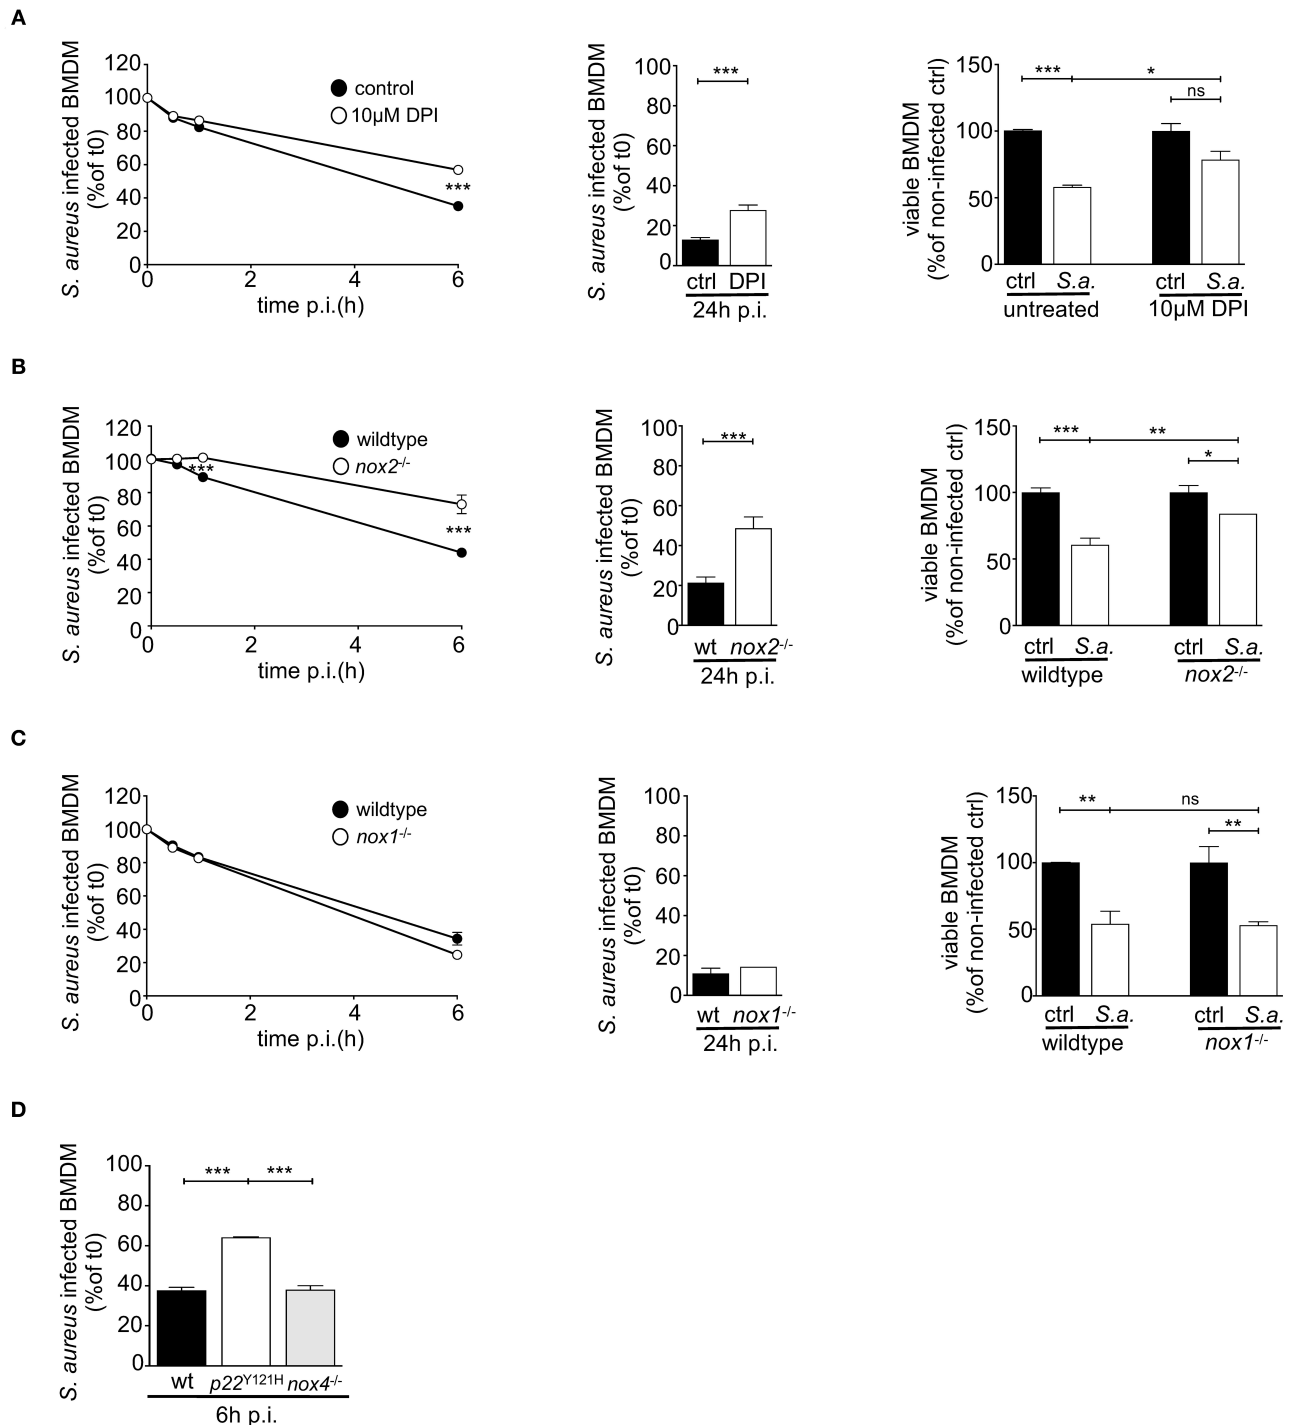 A
S. aureus infected BMDM
(%of t0)
120
100
80
60
40
20
0
0 2 4 6
time p.i.(h)
control
10µM DPI
***
S. aureus infected BMDM
(%of t0)
100
80
60
40
20
0
***
ctrl DPI
24h p.i.
viable BMDM
(%of non-infected ctrl)
150
100
50
0
*** *
ns
ctrl S.a. ctrl S.a.
untreated 10µM DPI
B
S. aureus infected BMDM
(%of t0)
120
100
80
60
40
20
0
0 2 4 6
time p.i.(h)
wildtype
nox2-/-
***
***
S. aureus infected BMDM
(%of t0)
100
80
60
40
20
0
***
wt nox2-/-
24h p.i.
viable BMDM
(%of non-infected ctrl)
150
100
50
0
*** **
*
ctrl S.a. ctrl S.a.
wildtype nox2-/-
C
S. aureus infected BMDM
(%of t0)
120
100
80
60
40
20
0
0 2 4 6
time p.i.(h)
wildtype
nox1-/-
S. aureus infected BMDM
(%of t0)
100
80
60
40
20
0
wt nox1-/-
24h p.i.
viable BMDM
(%of non-infected ctrl)
150
100
50
0
** ns
**
ctrl S.a. ctrl S.a.
wildtype nox1-/-
D
S. aureus infected BMDM
(%of t0)
100
80
60
40
20
0
*** ***
wt p22Y121H nox4-/-
6h p.i.